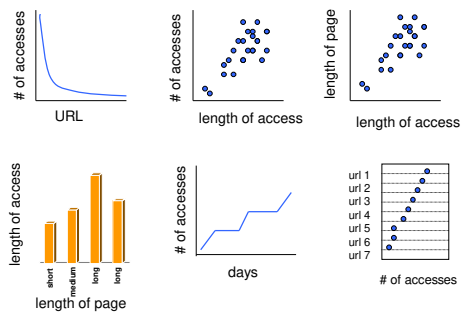 # of accesses
URL
# of accesses
length of access
length of page
length of access
length of access
short
medium
long
long
length of page
# of accesses
days
url 1
url 2
url 3
url 4
url 5
url 6
url 7
# of accesses